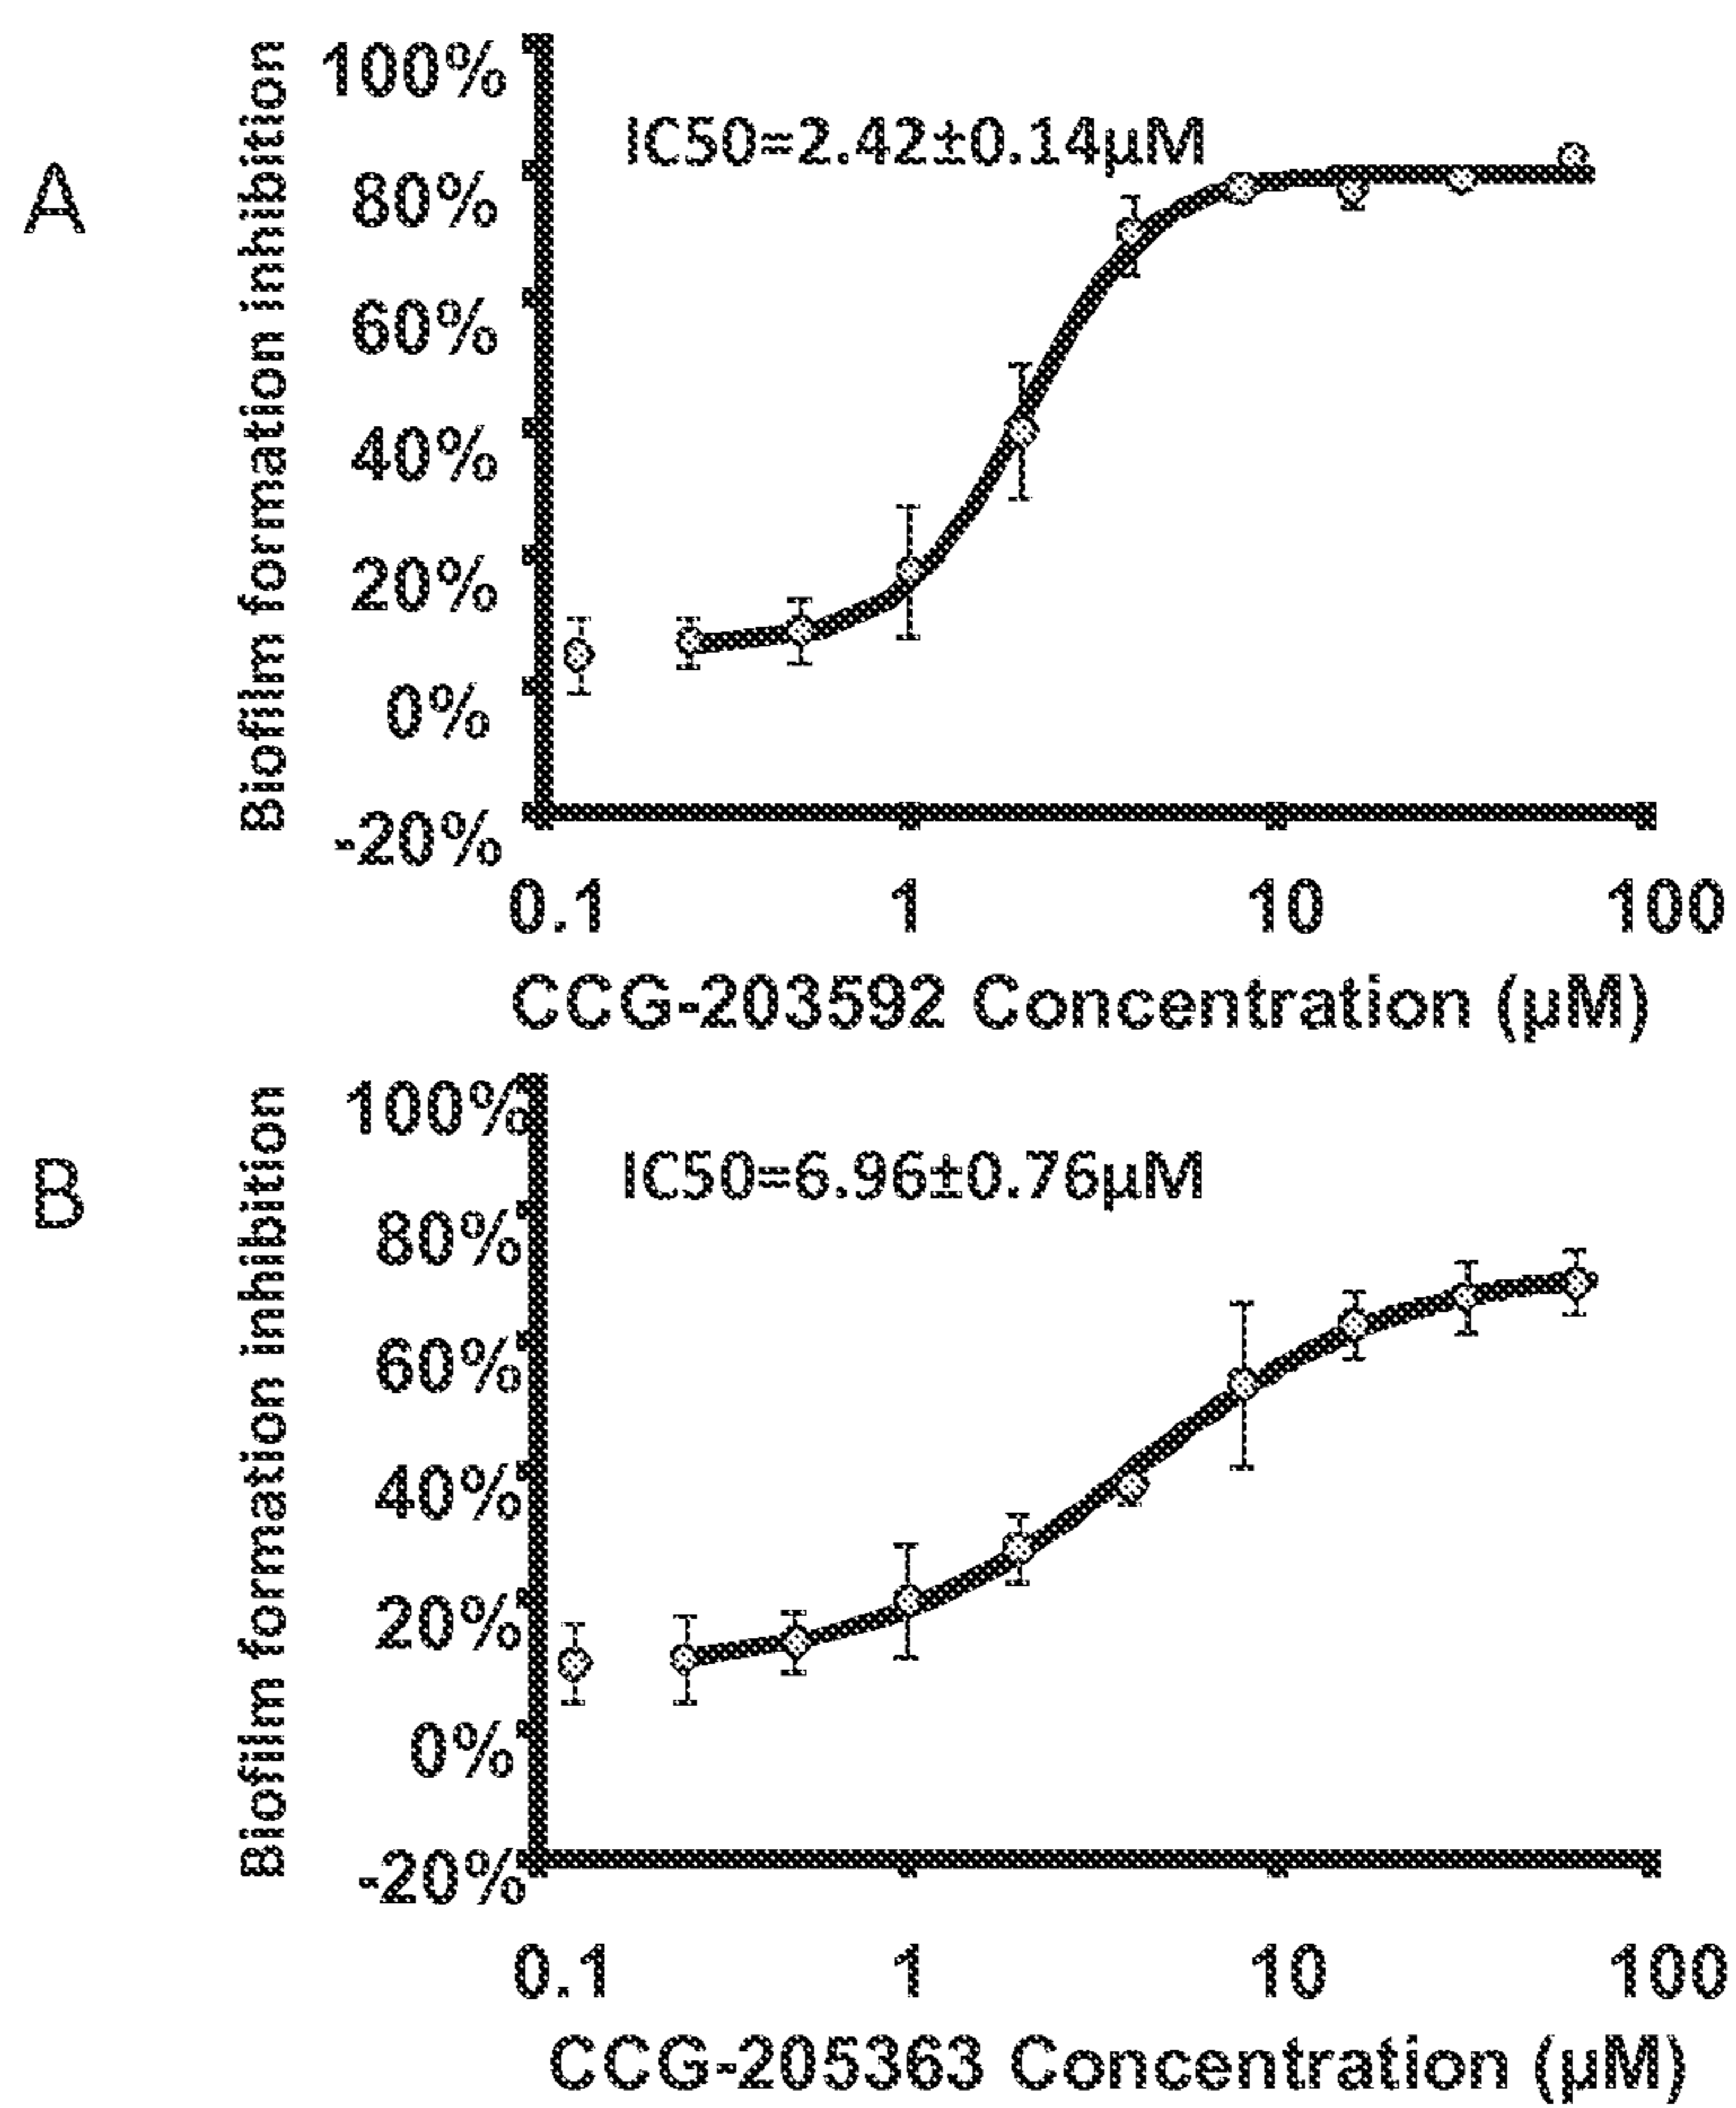 A
Biofilm formation inhibition
100%
80%
60%
40%
20%
0%
-20%
IC50=2.42±0.14µM
0.1 1 10 100
CCG-203592 Concentration (µM)
B
Biofilm formation inhibition
100%
80%
60%
40%
20%
0%
-20%
IC50=6.96±0.76µM
0.1 1 10 100
CCG-205363 Concentration (µM)